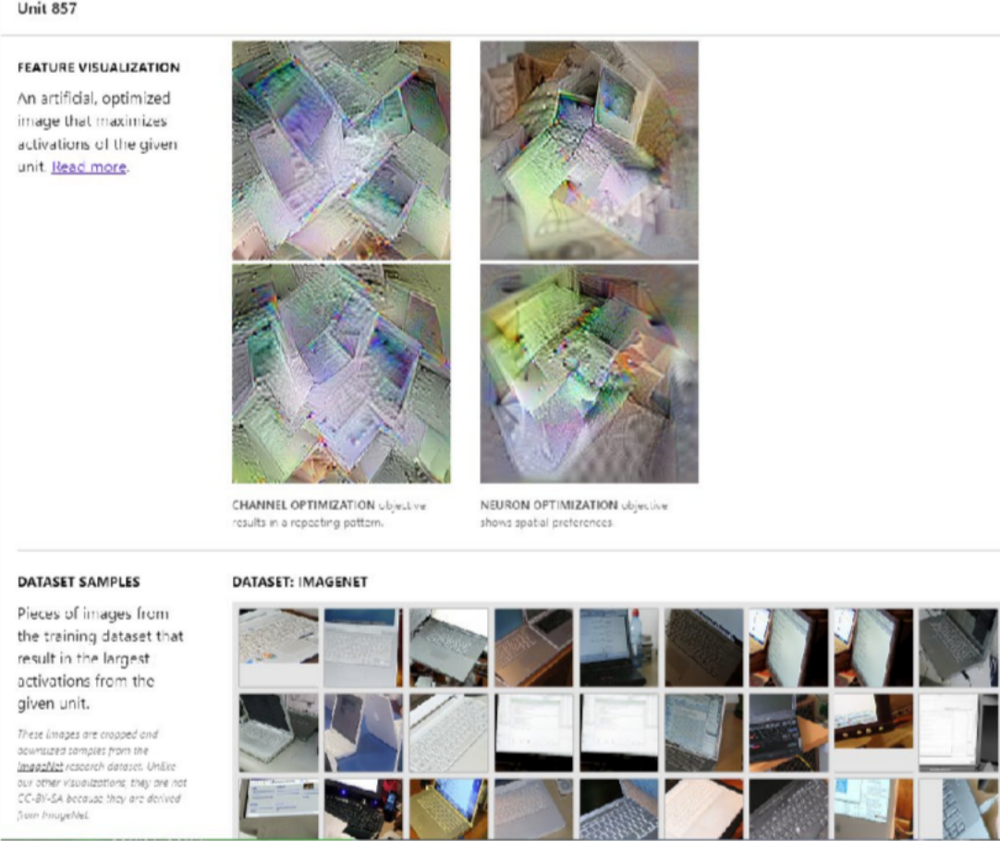 Unit 857
FEATURE VISUALIZATION
An artificial, optimized
image that maximizes
activations of the given
unit. Read more.
CHANNEL OPTIMIZATION objective
results in a repeating pattern.
NEURON OPTIMIZATION objective
shows spatial preferences.
DATASET SAMPLES
Pieces of images from
the training dataset that
result in the largest
activations from the
given unit.
These images are cropped and
downsized samples from the
ImageNet research dataset. Unlike
our other visualizations, they are not
CC-BY-SA because they are derived
from ImageNet.
DATASET: IMAGENET